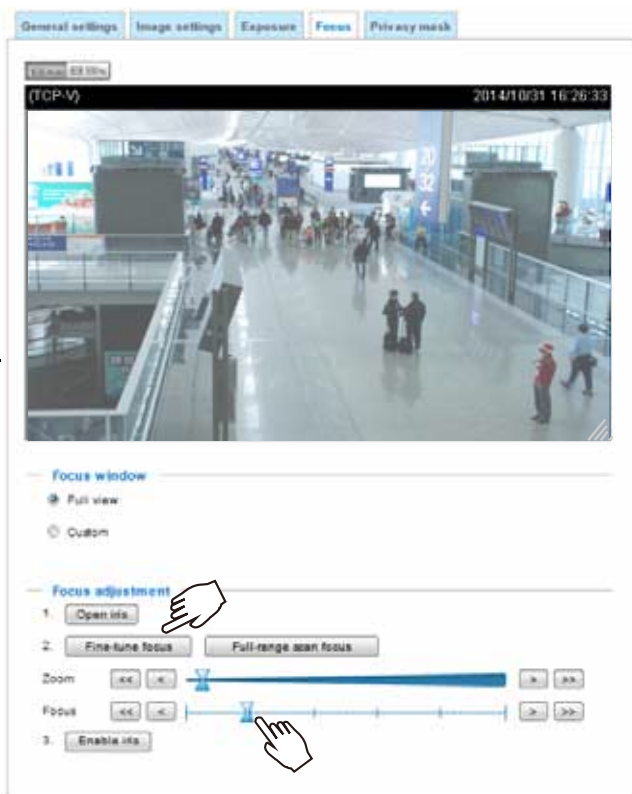 General settings Image settings Exposure Focus Privacy mask
(TCP-V) 2014/10/31 16:26:33
20
32
Focus window
Full view
Custom
Focus adjustment
1. Open iris
2. Fine-tune focus Full-range scan focus
Zoom << < > >>
Focus << < > >>
3. Enable iris